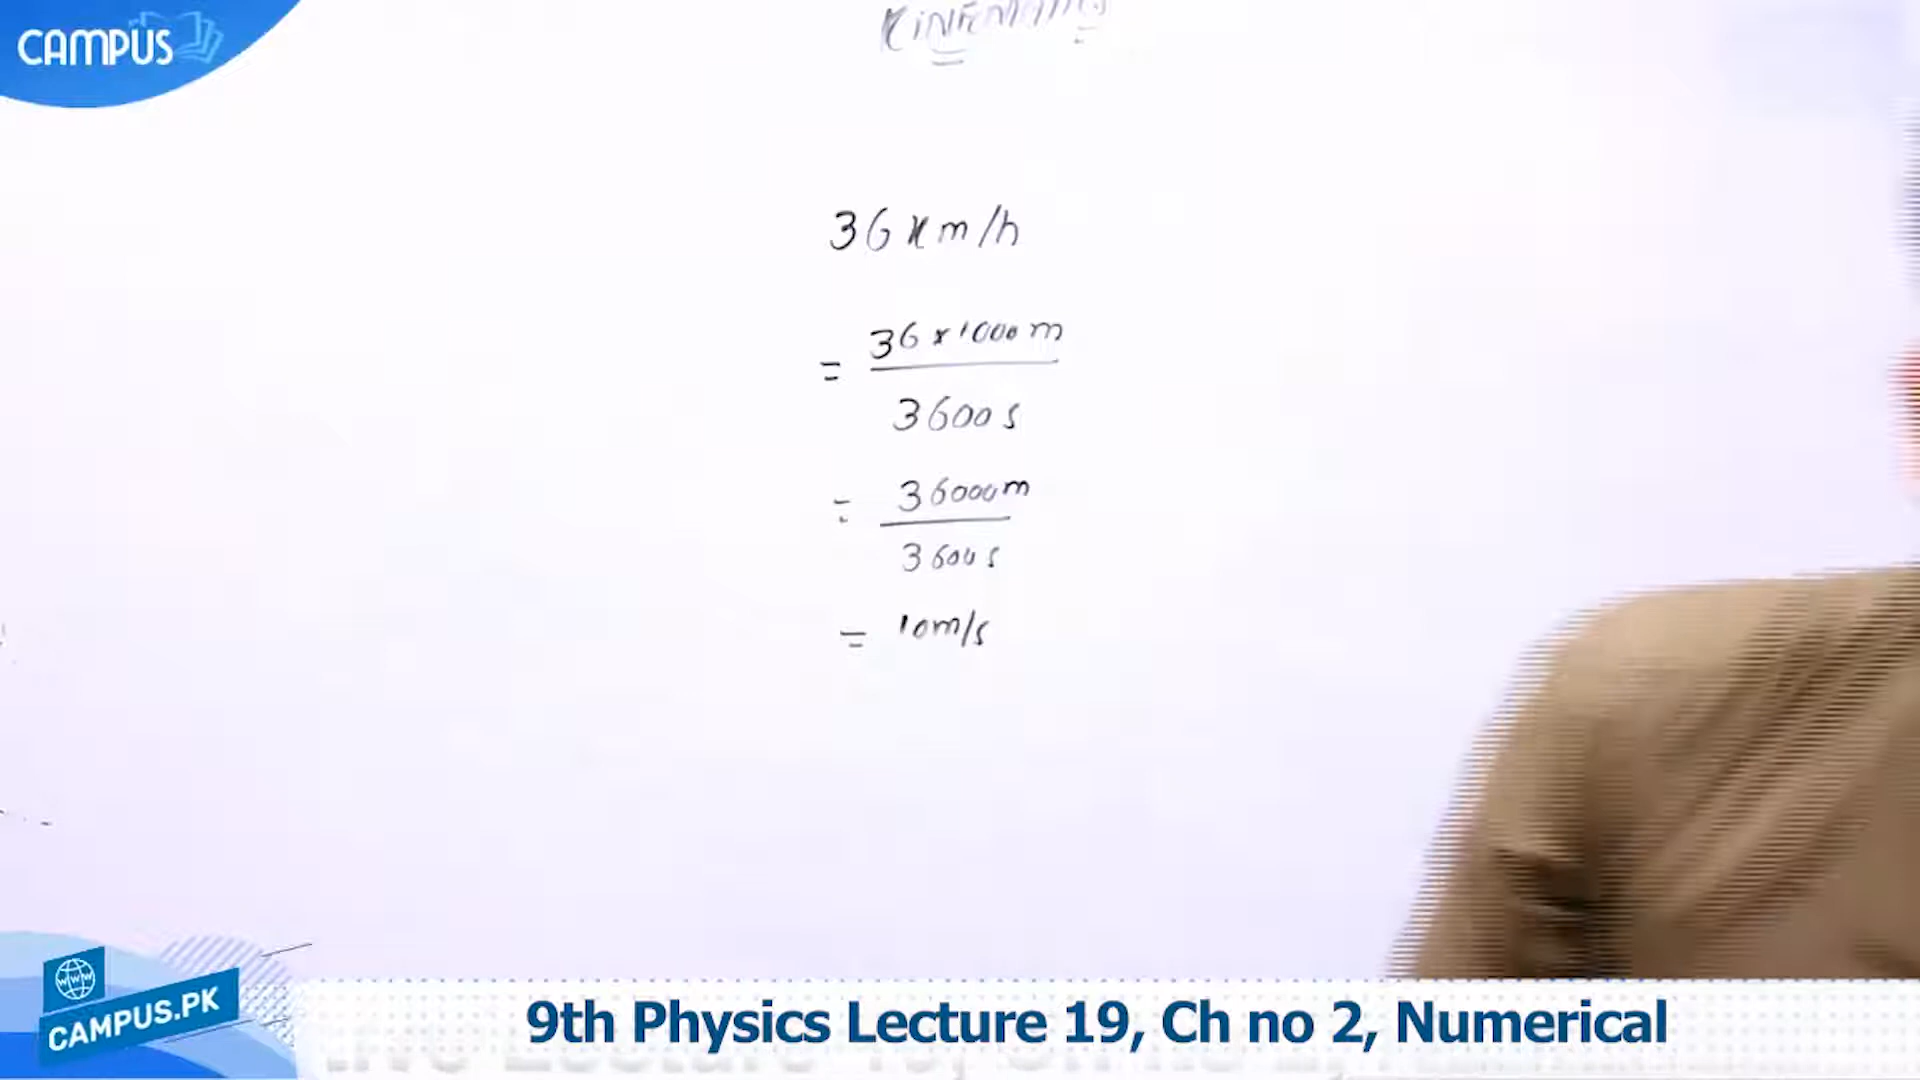 CAMPUS
36 Km/h
= 36 x 1000 m
3600 s
= 36000 m
3600 s
= 10 m/s
www
CAMPUS.PK
9th Physics Lecture 19, Ch no 2, Numerical